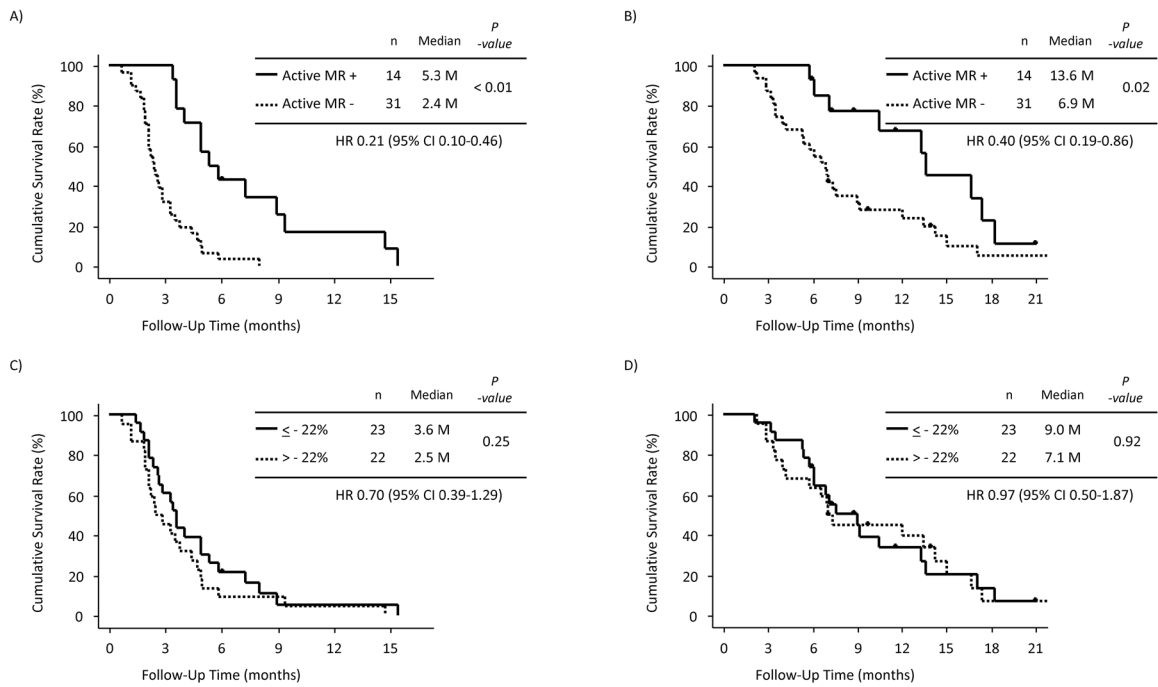 A)
n Median P -value
Active MR + 14 5.3 M
< 0.01
Active MR - 31 2.4 M
HR 0.21 (95% CI 0.10-0.46)
Cumulative Survival Rate (%)
100
80
60
40
20
0
0 3 6 9 12 15
Follow-Up Time (months)
B)
n Median P -value
Active MR + 14 13.6 M
0.02
Active MR - 31 6.9 M
HR 0.40 (95% CI 0.19-0.86)
Cumulative Survival Rate (%)
100
80
60
40
20
0
0 3 6 9 12 15 18 21
Follow-Up Time (months)
C)
n Median P -value
≤ - 22% 23 3.6 M
0.25
> - 22% 22 2.5 M
HR 0.70 (95% CI 0.39-1.29)
Cumulative Survival Rate (%)
100
80
60
40
20
0
0 3 6 9 12 15
Follow-Up Time (months)
D)
n Median P -value
≤ - 22% 23 9.0 M
0.92
> - 22% 22 7.1 M
HR 0.97 (95% CI 0.50-1.87)
Cumulative Survival Rate (%)
100
80
60
40
20
0
0 3 6 9 12 15 18 21
Follow-Up Time (months)